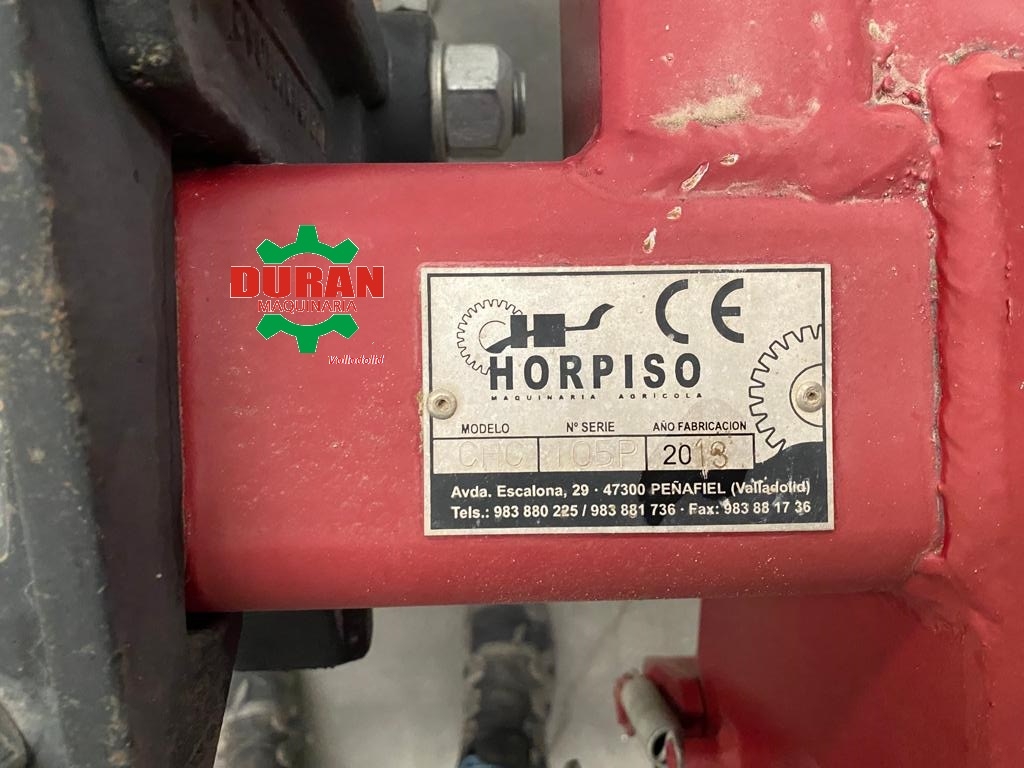 DURAN
MAQUINARIA
Valladolid
CE
HORPISO
MAQUINARIA AGRICOLA
MODELO Nº SERIE AÑO FABRICACION
CHC 105P 2013
Avda. Escalona, 29 · 47300 PEÑAFIEL (Valladolid)
Tels.: 983 880 225 / 983 881 736 · Fax: 983 88 17 36